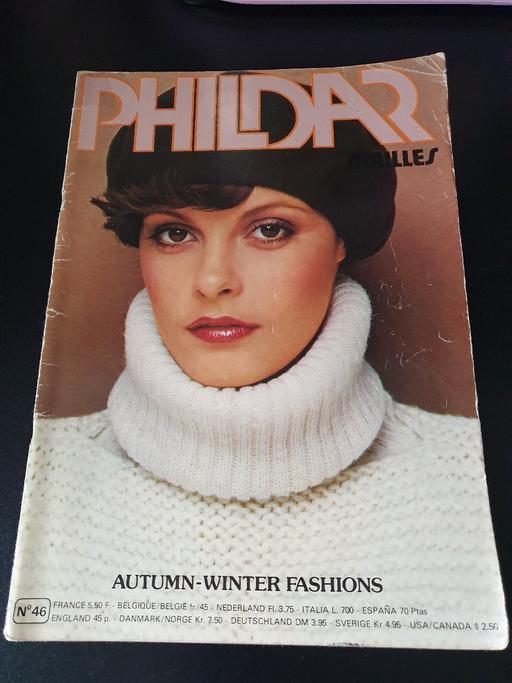 PHILDAR
MAILLES
AUTUMN-WINTER FASHIONS
N°46
FRANCE 5,50 F - BELGIQUE/BELGIË fr. 45 - NEDERLAND Fl. 3.75 - ITALIA L. 700 - ESPAÑA 70 Ptas
ENGLAND 45 p. - DANMARK/NORGE Kr. 7.50 - DEUTSCHLAND DM 3.95 - SVERIGE Kr 4.95 - USA/CANADA $ 2.50